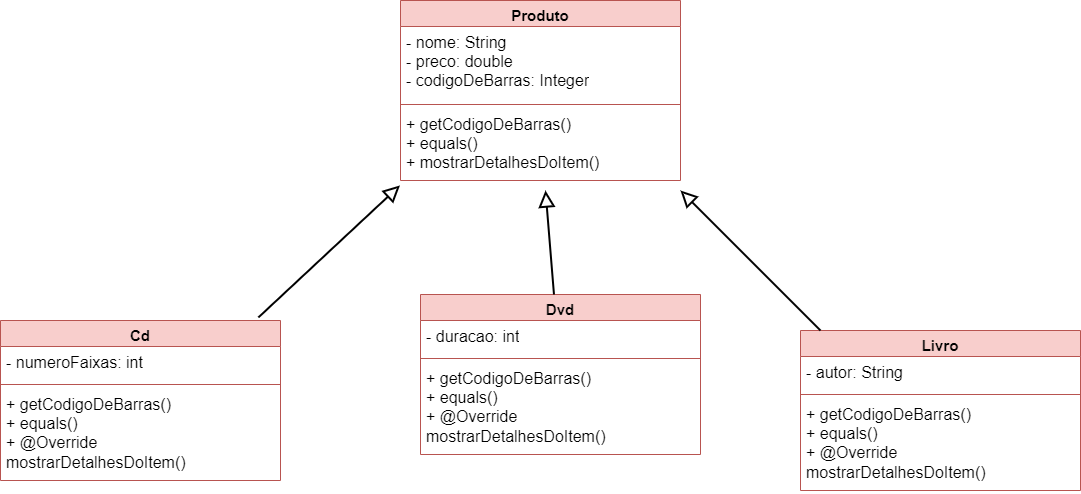 Produto
- nome: String
- preco: double
- codigoDeBarras: Integer
+ getCodigoDeBarras()
+ equals()
+ mostrarDetalhesDoItem()
Cd
- numeroFaixas: int
+ getCodigoDeBarras()
+ equals()
+ @Override
mostrarDetalhesDoItem()
Dvd
- duracao: int
+ getCodigoDeBarras()
+ equals()
+ @Override
mostrarDetalhesDoItem()
Livro
- autor: String
+ getCodigoDeBarras()
+ equals()
+ @Override
mostrarDetalhesDoItem()